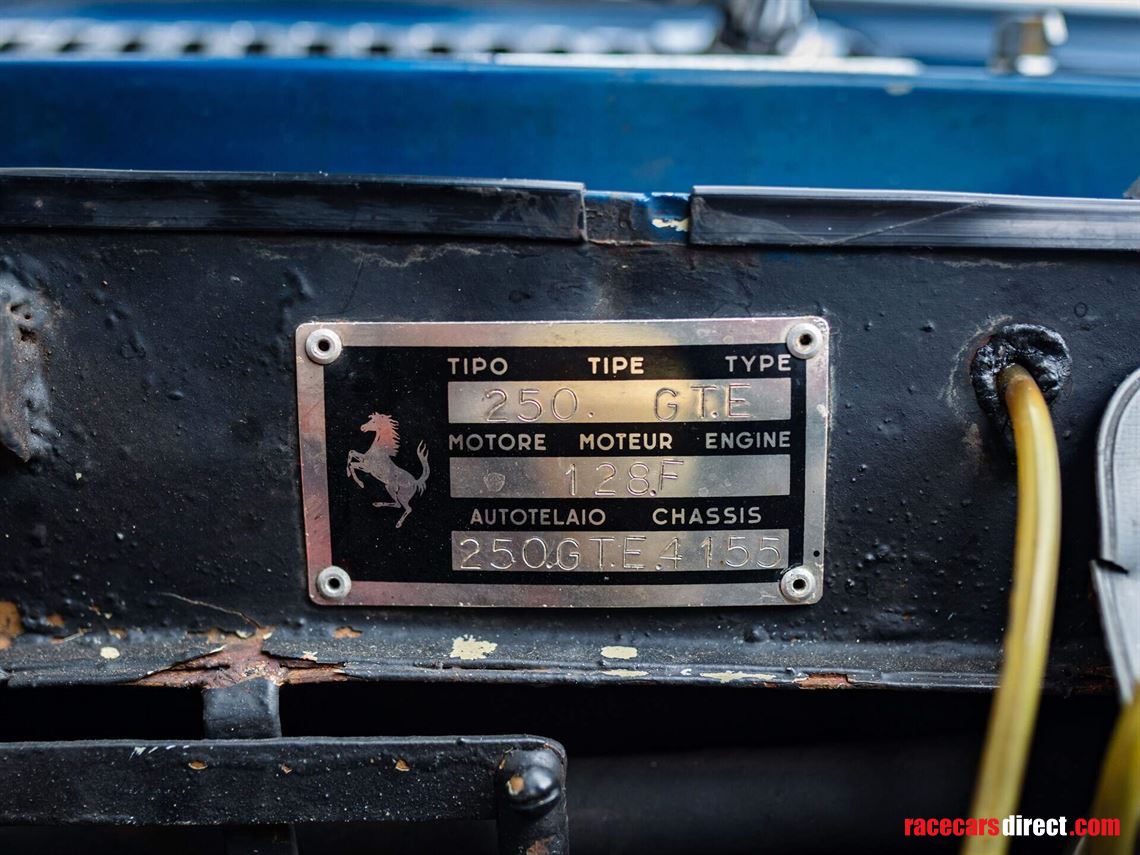 TIPO TIPE TYPE
250. GT.E
MOTORE MOTEUR ENGINE
128.F
AUTOTELAIO CHASSIS
250.GT.E.4155
racecarsdirect.com